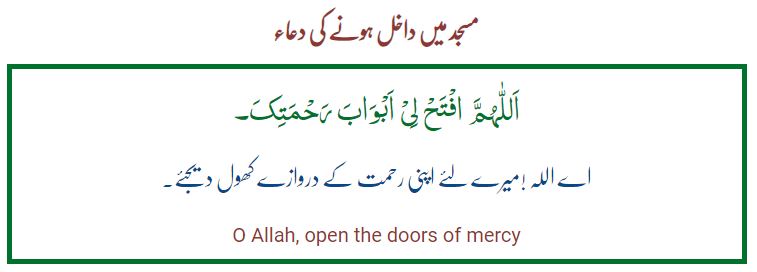 مسجد میں داخل ہونے کی دعاء
اَللّٰهُمَّ افْتَحْ لِیْ اَبْوَابَ رَحْمَتِکَ۔
اے اللہ !میرے لئے اپنی رحمت کے دروازے کھول دیجئے ۔
O Allah, open the doors of mercy